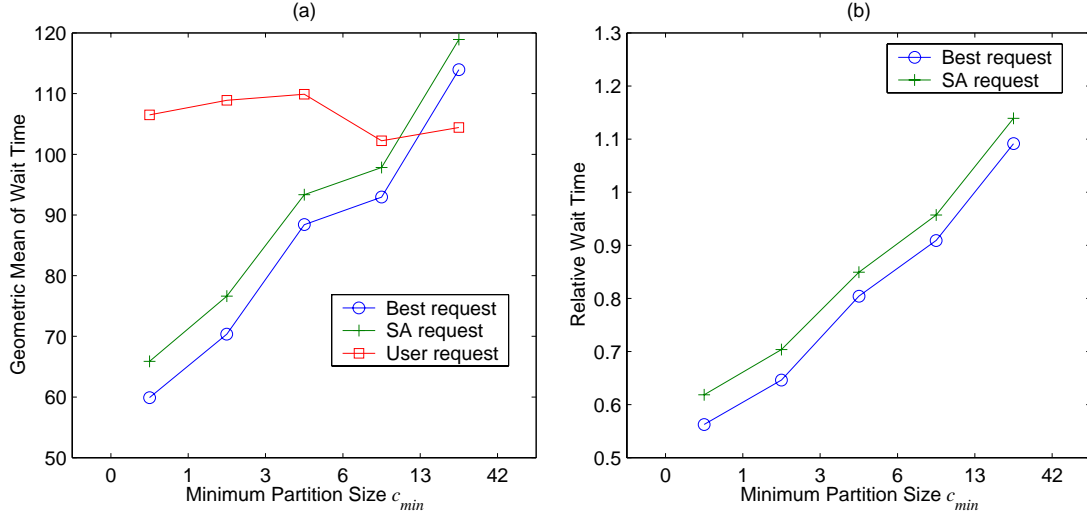 (a)
120
110
100
90
80
70
60
50
Geometric Mean of Wait Time
Best request
SA request
User request
0 1 3 6 13 42
Minimum Partition Size c_min
(b)
1.3
1.2
1.1
1
0.9
0.8
0.7
0.6
0.5
Relative Wait Time
Best request
SA request
0 1 3 6 13 42
Minimum Partition Size c_min